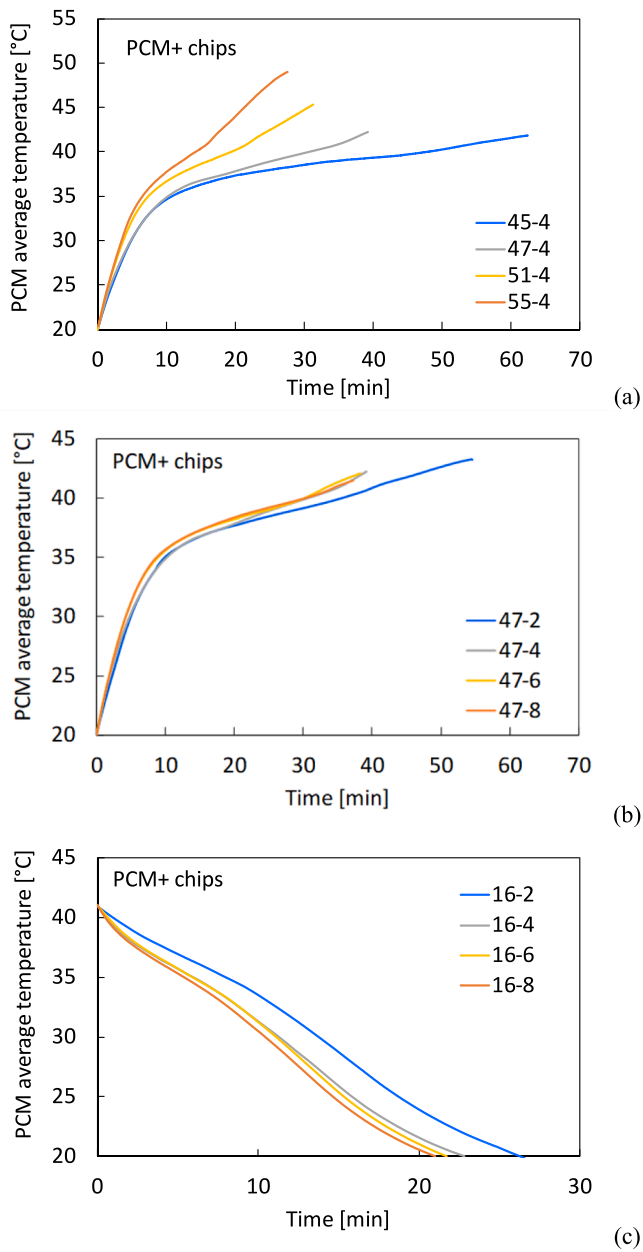 PCM+ chips
PCM average temperature [°C]
55
50
45
40
35
30
25
20
45-4
47-4
51-4
55-4
0 10 20 30 40 50 60 70
Time [min]
(a)
PCM+ chips
PCM average temperature [°C]
45
40
35
30
25
20
47-2
47-4
47-6
47-8
0 10 20 30 40 50 60 70
Time [min]
(b)
PCM+ chips
PCM average temperature [°C]
45
40
35
30
25
20
16-2
16-4
16-6
16-8
0 10 20 30
Time [min]
(c)